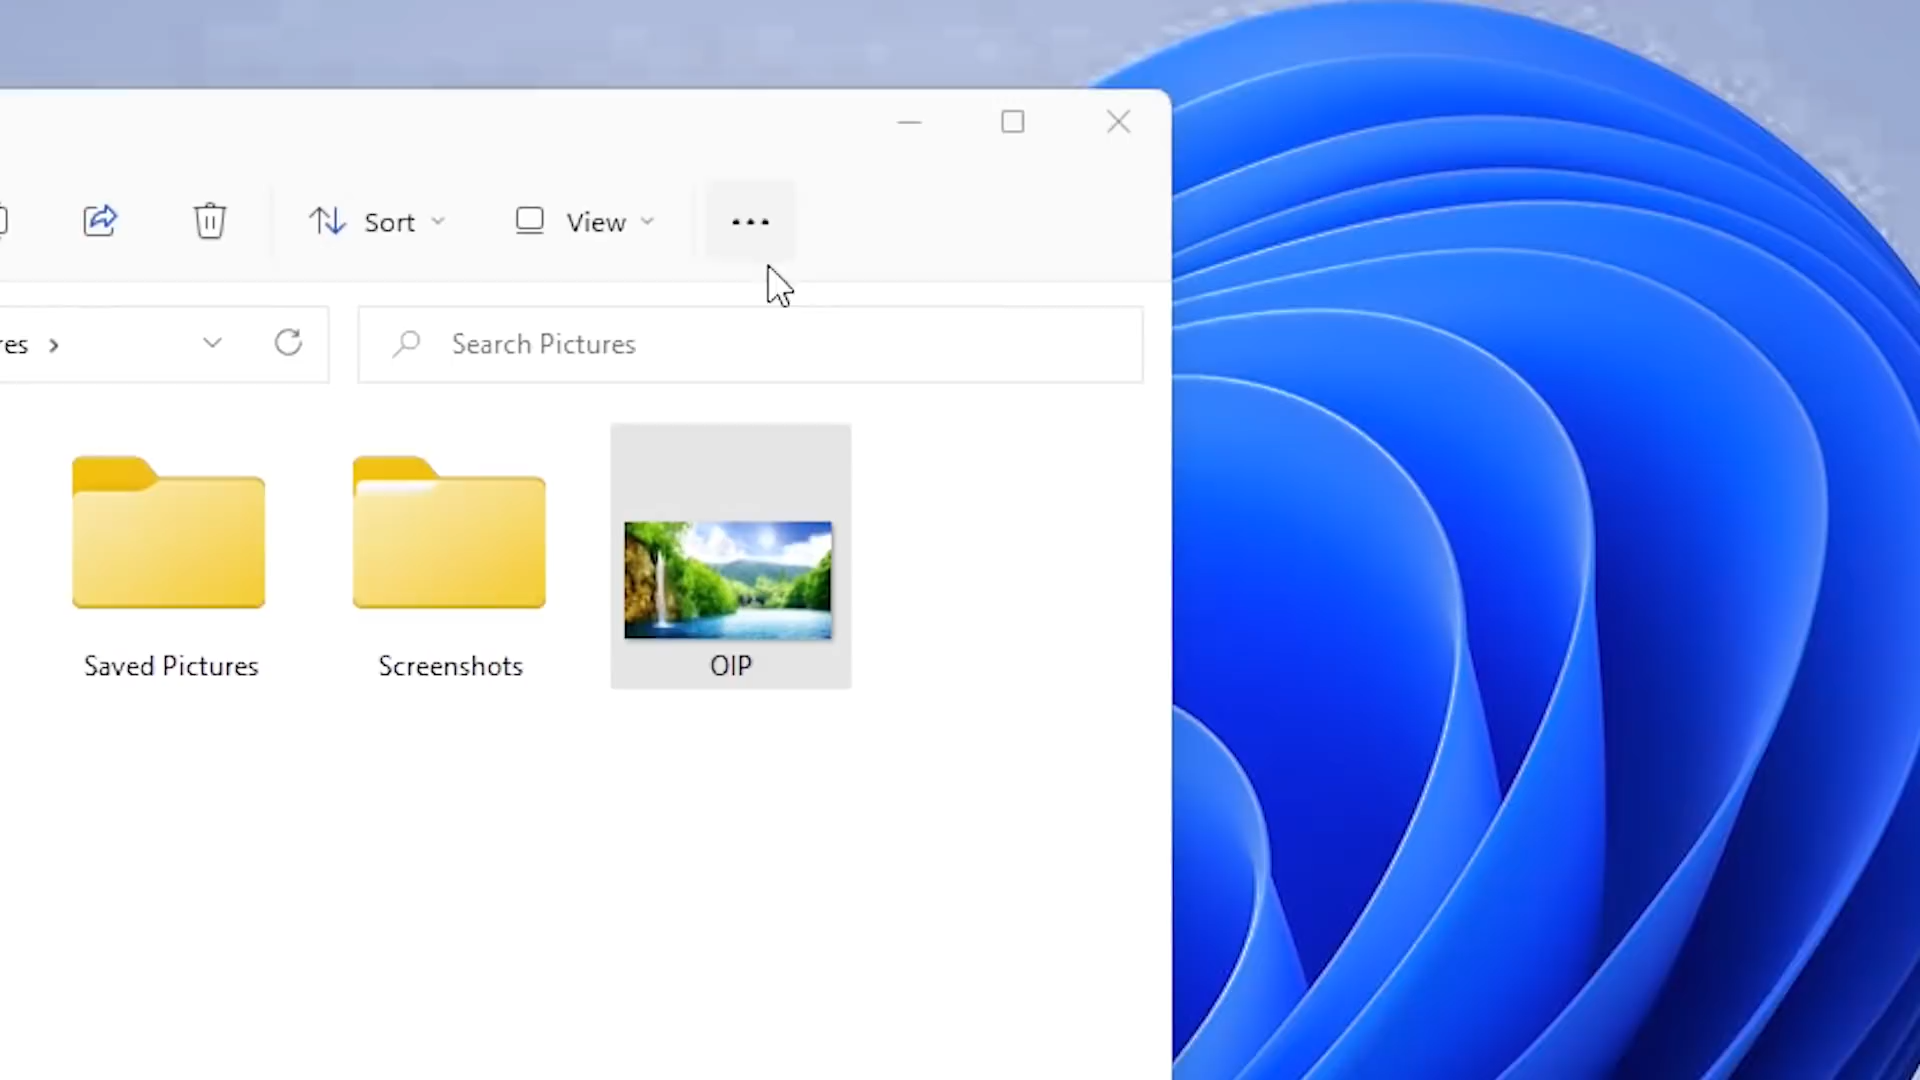 Sort
View
res
Search Pictures
Saved Pictures
Screenshots
OIP